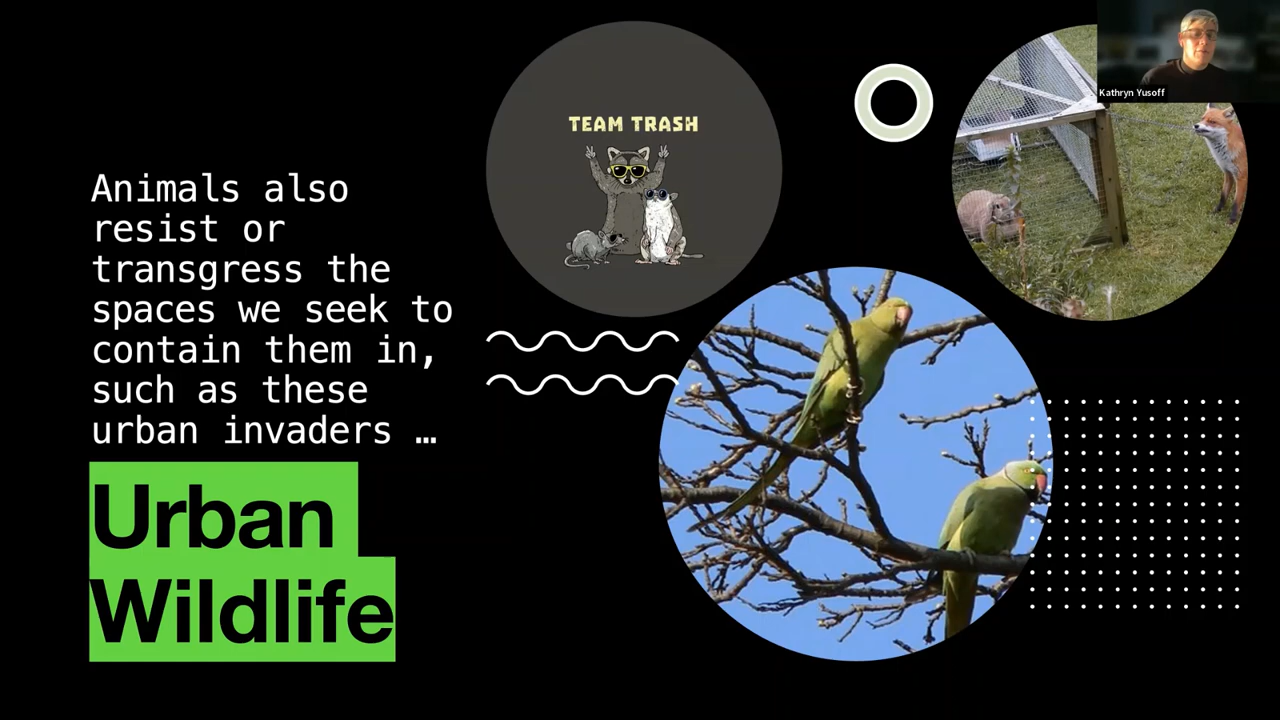 Animals also
resist or
transgress the
spaces we seek to
contain them in,
such as these
urban invaders …
Urban
Wildlife
TEAM TRASH
Kathryn Yusoff